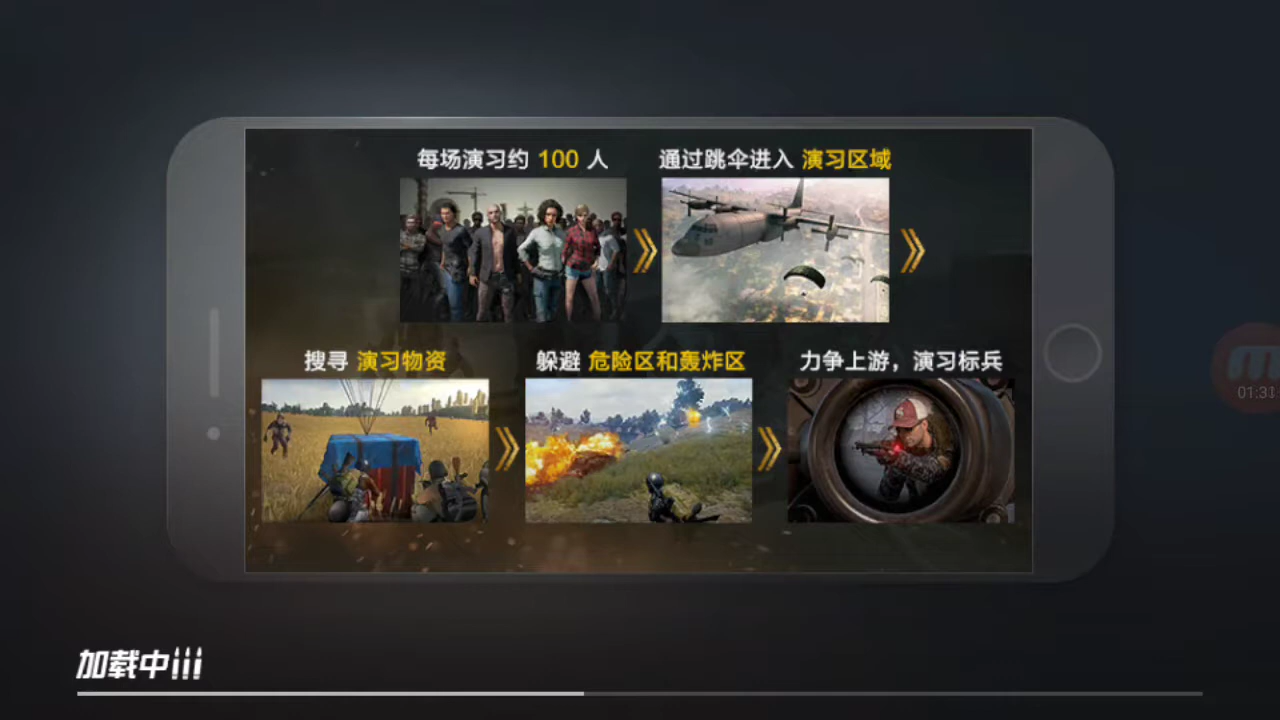 每场演习约 100 人
通过跳伞进入 演习区域
搜寻 演习物资
躲避 危险区和轰炸区
力争上游，演习标兵
01:31
加载中